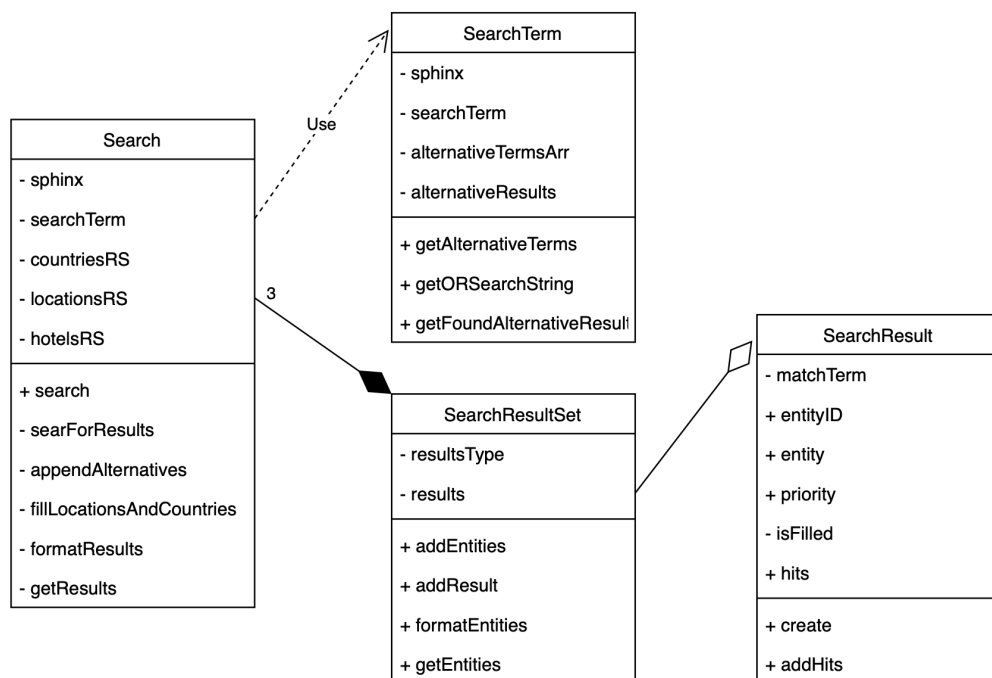 SearchTerm
- sphinx
- searchTerm
- alternativeTermsArr
- alternativeResults
+ getAlternativeTerms
+ getORSearchString
+ getFoundAlternativeResul
Use
Search
- sphinx
- searchTerm
- countriesRS
- locationsRS
- hotelsRS
+ search
- searForResults
- appendAlternatives
- fillLocationsAndCountries
- formatResults
- getResults
3
SearchResultSet
- resultsType
- results
+ addEntities
+ addResult
+ formatEntities
+ getEntities
SearchResult
- matchTerm
+ entityID
+ entity
+ priority
- isFilled
+ hits
+ create
+ addHits